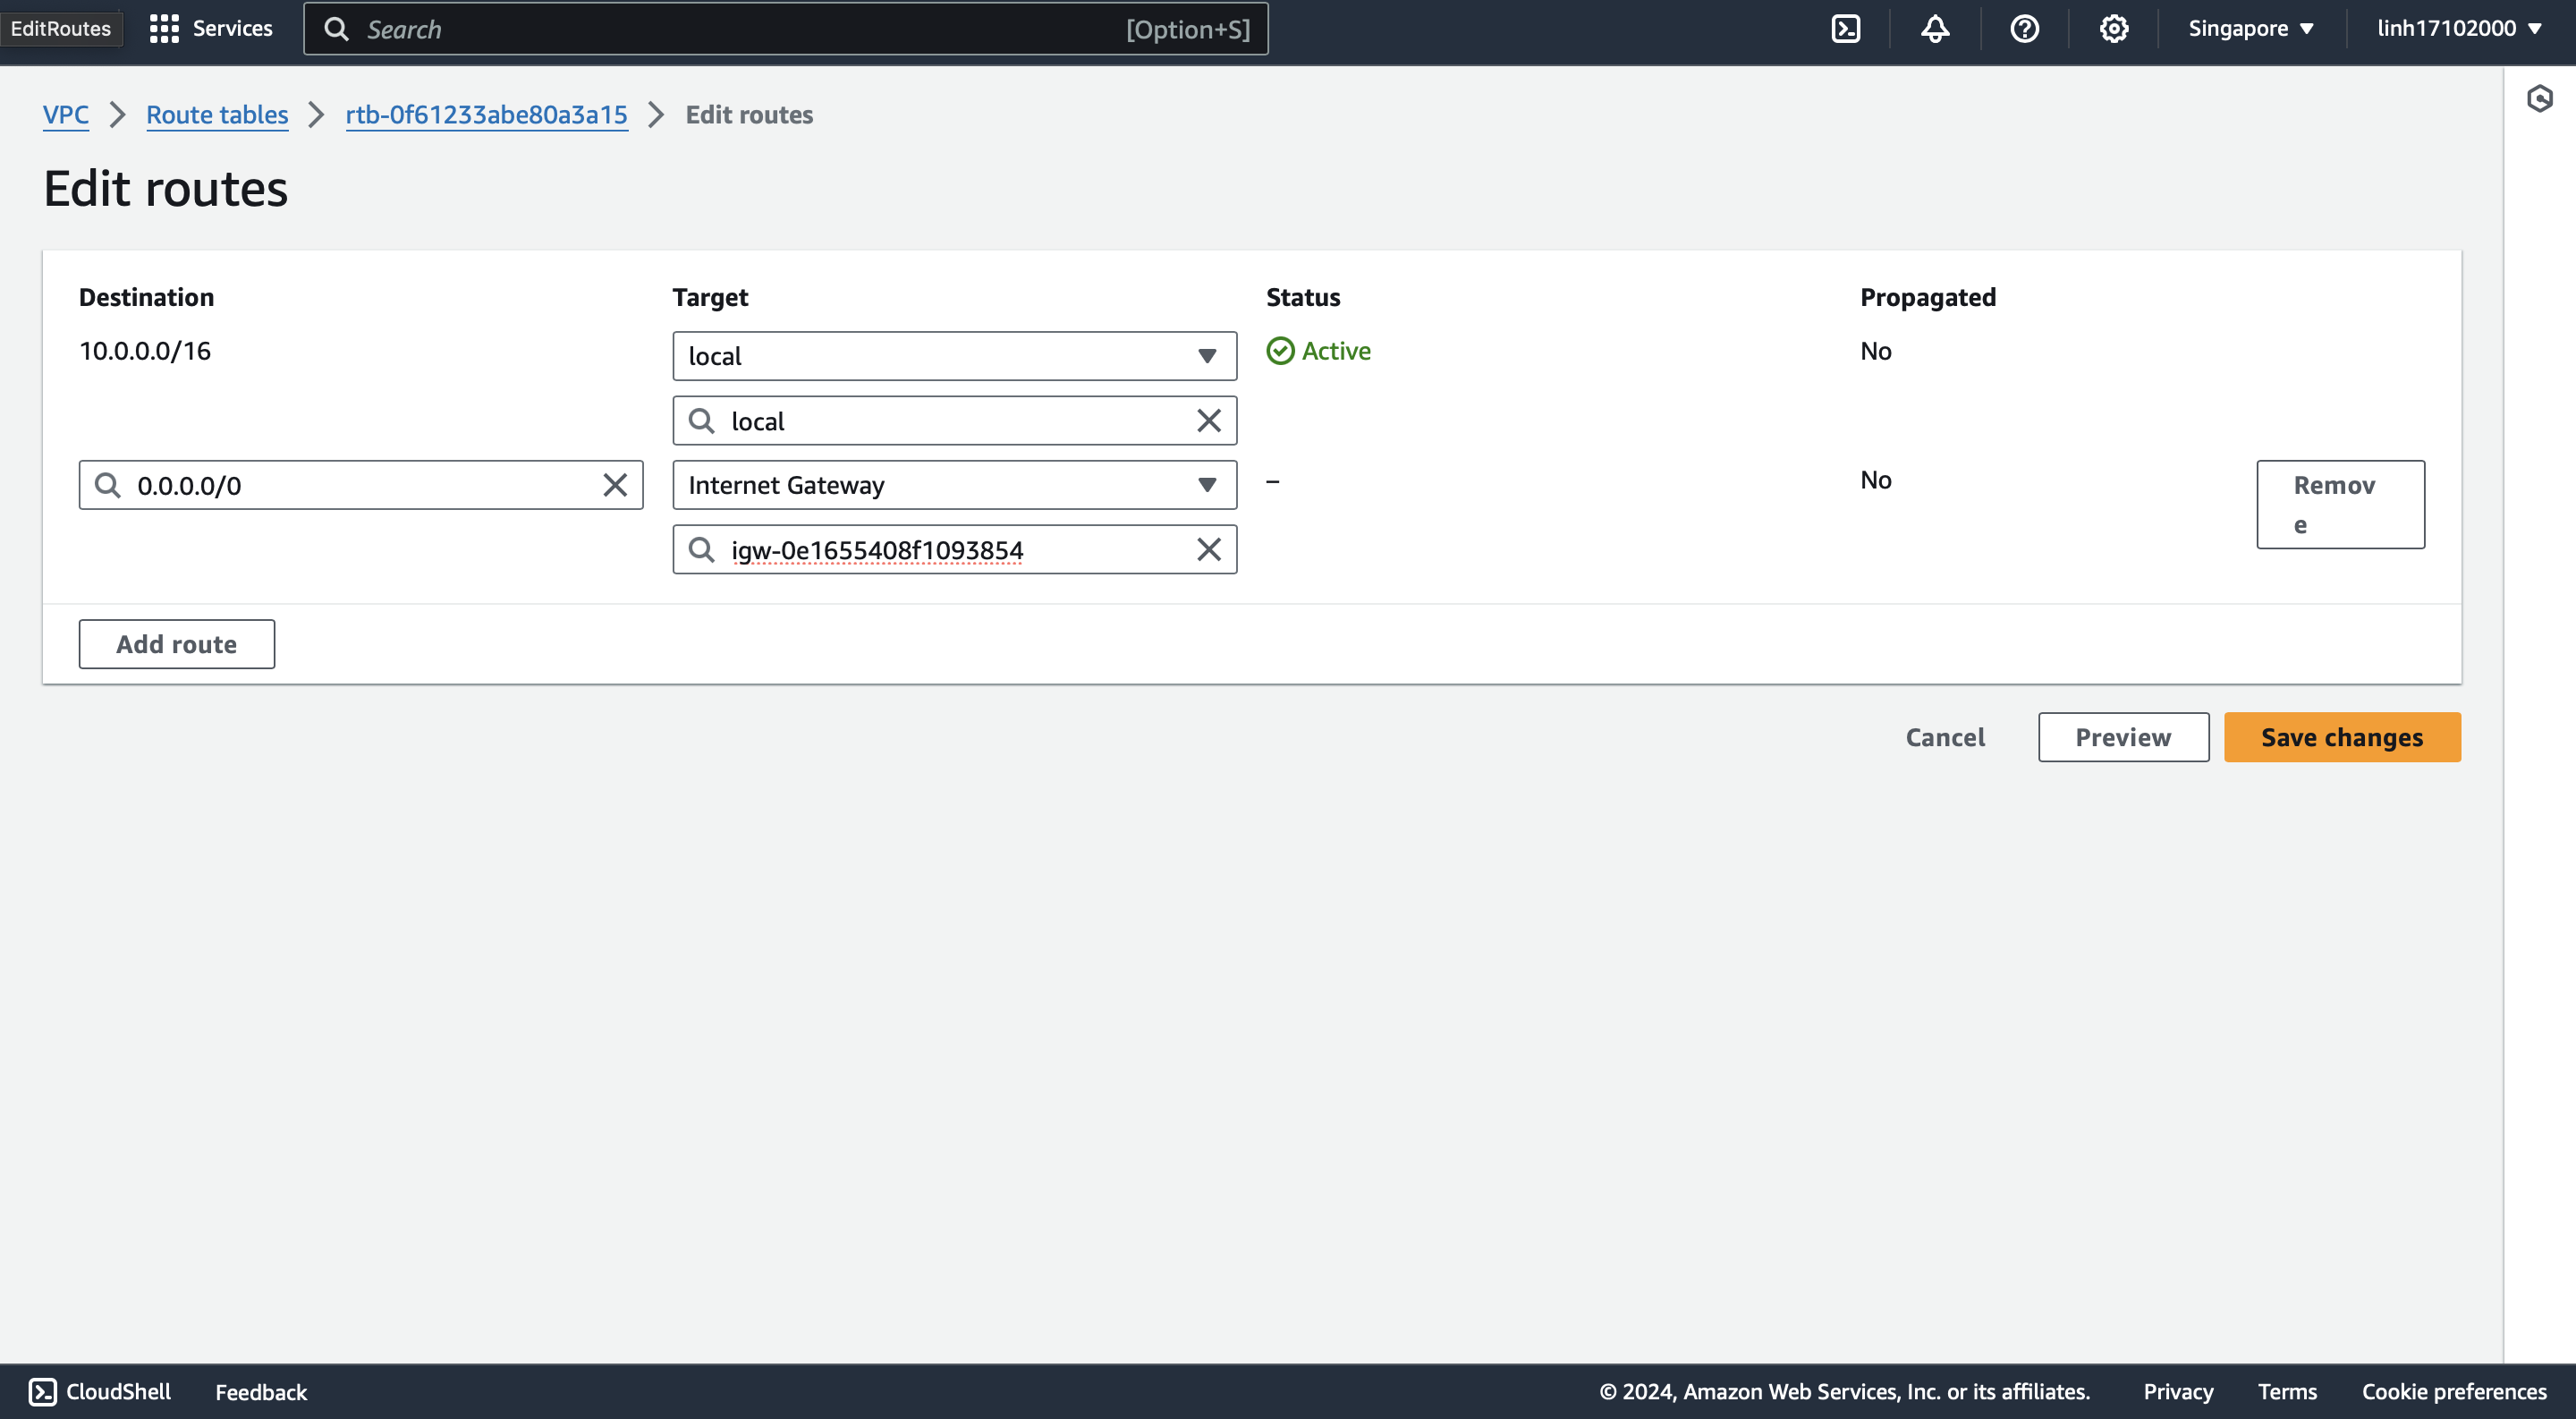 EditRoutes
Services
Search
[Option+S]
Singapore
linh17102000
VPC
Route tables
rtb-0f61233abe80a3a15
Edit routes
Edit routes
Destination
Target
Status
Propagated
10.0.0.0/16
local
Active
No
local
0.0.0.0/0
Internet Gateway
–
No
Remov
e
igw-0e1655408f1093854
Add route
Cancel
Preview
Save changes
CloudShell
Feedback
© 2024, Amazon Web Services, Inc. or its affiliates.
Privacy
Terms
Cookie preferences